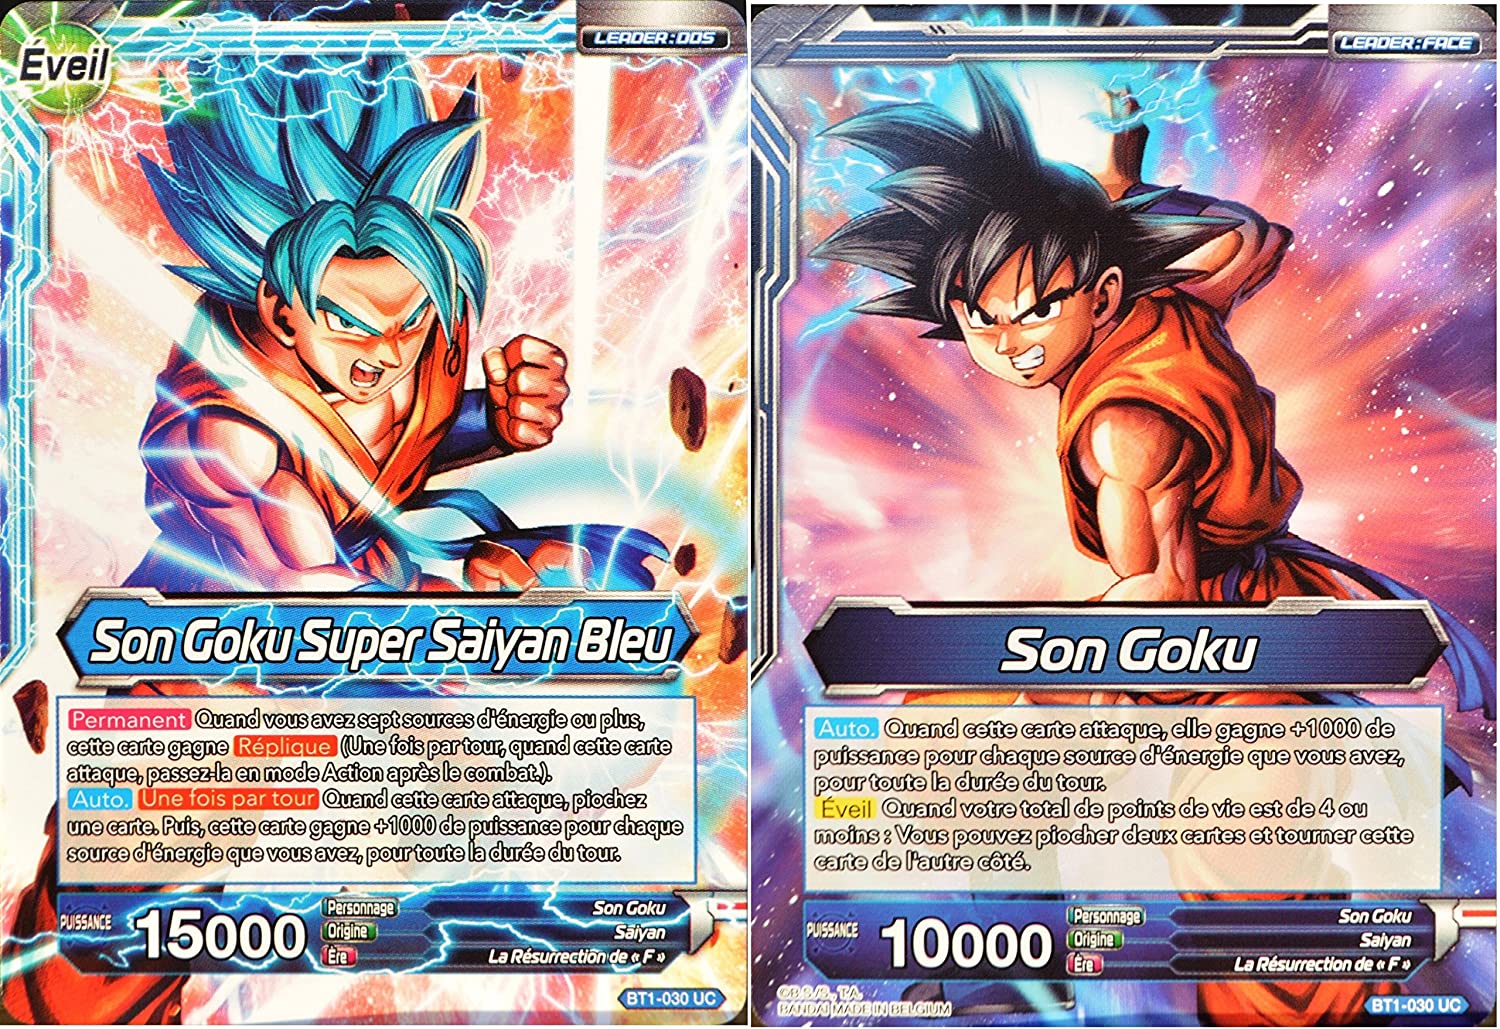 Éveil
LEADER:DOS
Son Goku Super Saiyan Bleu
Permanent Quand vous avez sept sources d'énergie ou plus,
cette carte gagne Réplique (Une fois par tour, quand cette carte
attaque, passez-la en mode Action après le combat.).
Auto. Une fois par tour Quand cette carte attaque, piochez
une carte. Puis, cette carte gagne +1000 de puissance pour chaque
source d'énergie que vous avez, pour toute la durée du tour.
PUISSANCE
15000
Personnage Son Goku
Origine Saiyan
Ère La Résurrection de « F »
BT1-030 UC
LEADER:FACE
Son Goku
Auto. Quand cette carte attaque, elle gagne +1000 de
puissance pour chaque source d'énergie que vous avez,
pour toute la durée du tour.
Éveil Quand votre total de points de vie est de 4 ou
moins : Vous pouvez piocher deux cartes et tourner cette
carte de l'autre côté.
PUISSANCE
10000
Personnage Son Goku
Origine Saiyan
Ère La Résurrection de « F »
©B.S./S., T.A.
BANDAI MADE IN BELGIUM
BT1-030 UC